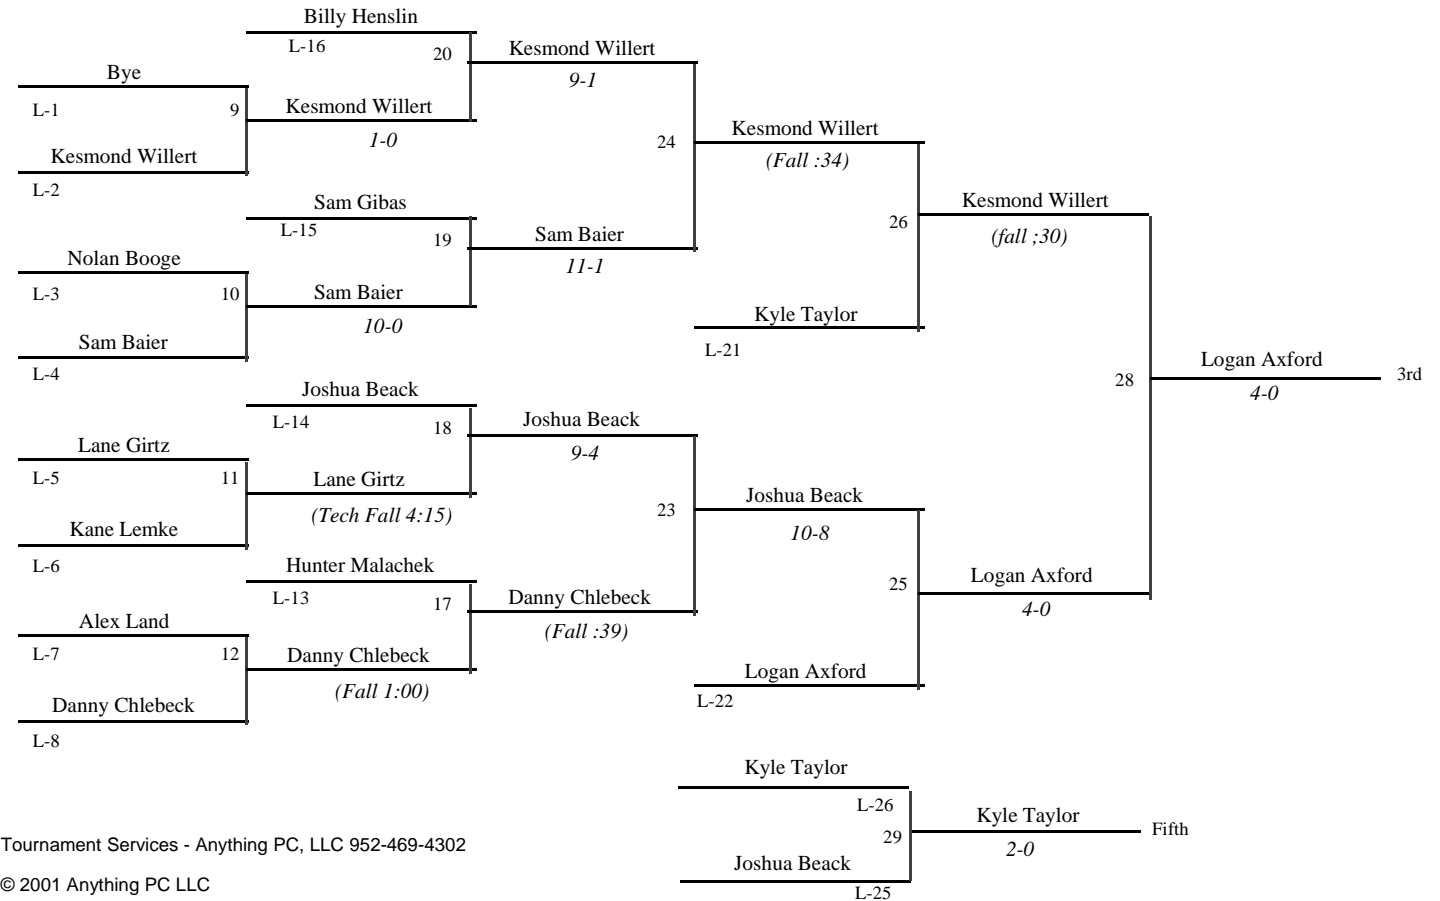 Billy Henslin
L-16
20
Kesmond Willert
9-1
Bye
L-1
9
Kesmond Willert
1-0
24
Kesmond Willert
(Fall :34)
Kesmond Willert
L-2
Sam Gibas
L-15
19
Sam Baier
11-1
26
Kesmond Willert
(fall ;30)
Nolan Booge
L-3
10
Sam Baier
10-0
Sam Baier
L-4
Kyle Taylor
L-21
28
Logan Axford
4-0
3rd
Joshua Beack
L-14
18
Joshua Beack
9-4
Lane Girtz
L-5
11
Lane Girtz
(Tech Fall 4:15)
Kane Lemke
L-6
23
Joshua Beack
10-8
Hunter Malachek
L-13
17
Danny Chlebeck
(Fall :39)
25
Logan Axford
4-0
Alex Land
L-7
12
Danny Chlebeck
(Fall 1:00)
Danny Chlebeck
L-8
Logan Axford
L-22
Kyle Taylor
L-26
29
Kyle Taylor
2-0
Fifth
Joshua Beack
L-25
Tournament Services - Anything PC, LLC 952-469-4302
© 2001 Anything PC LLC